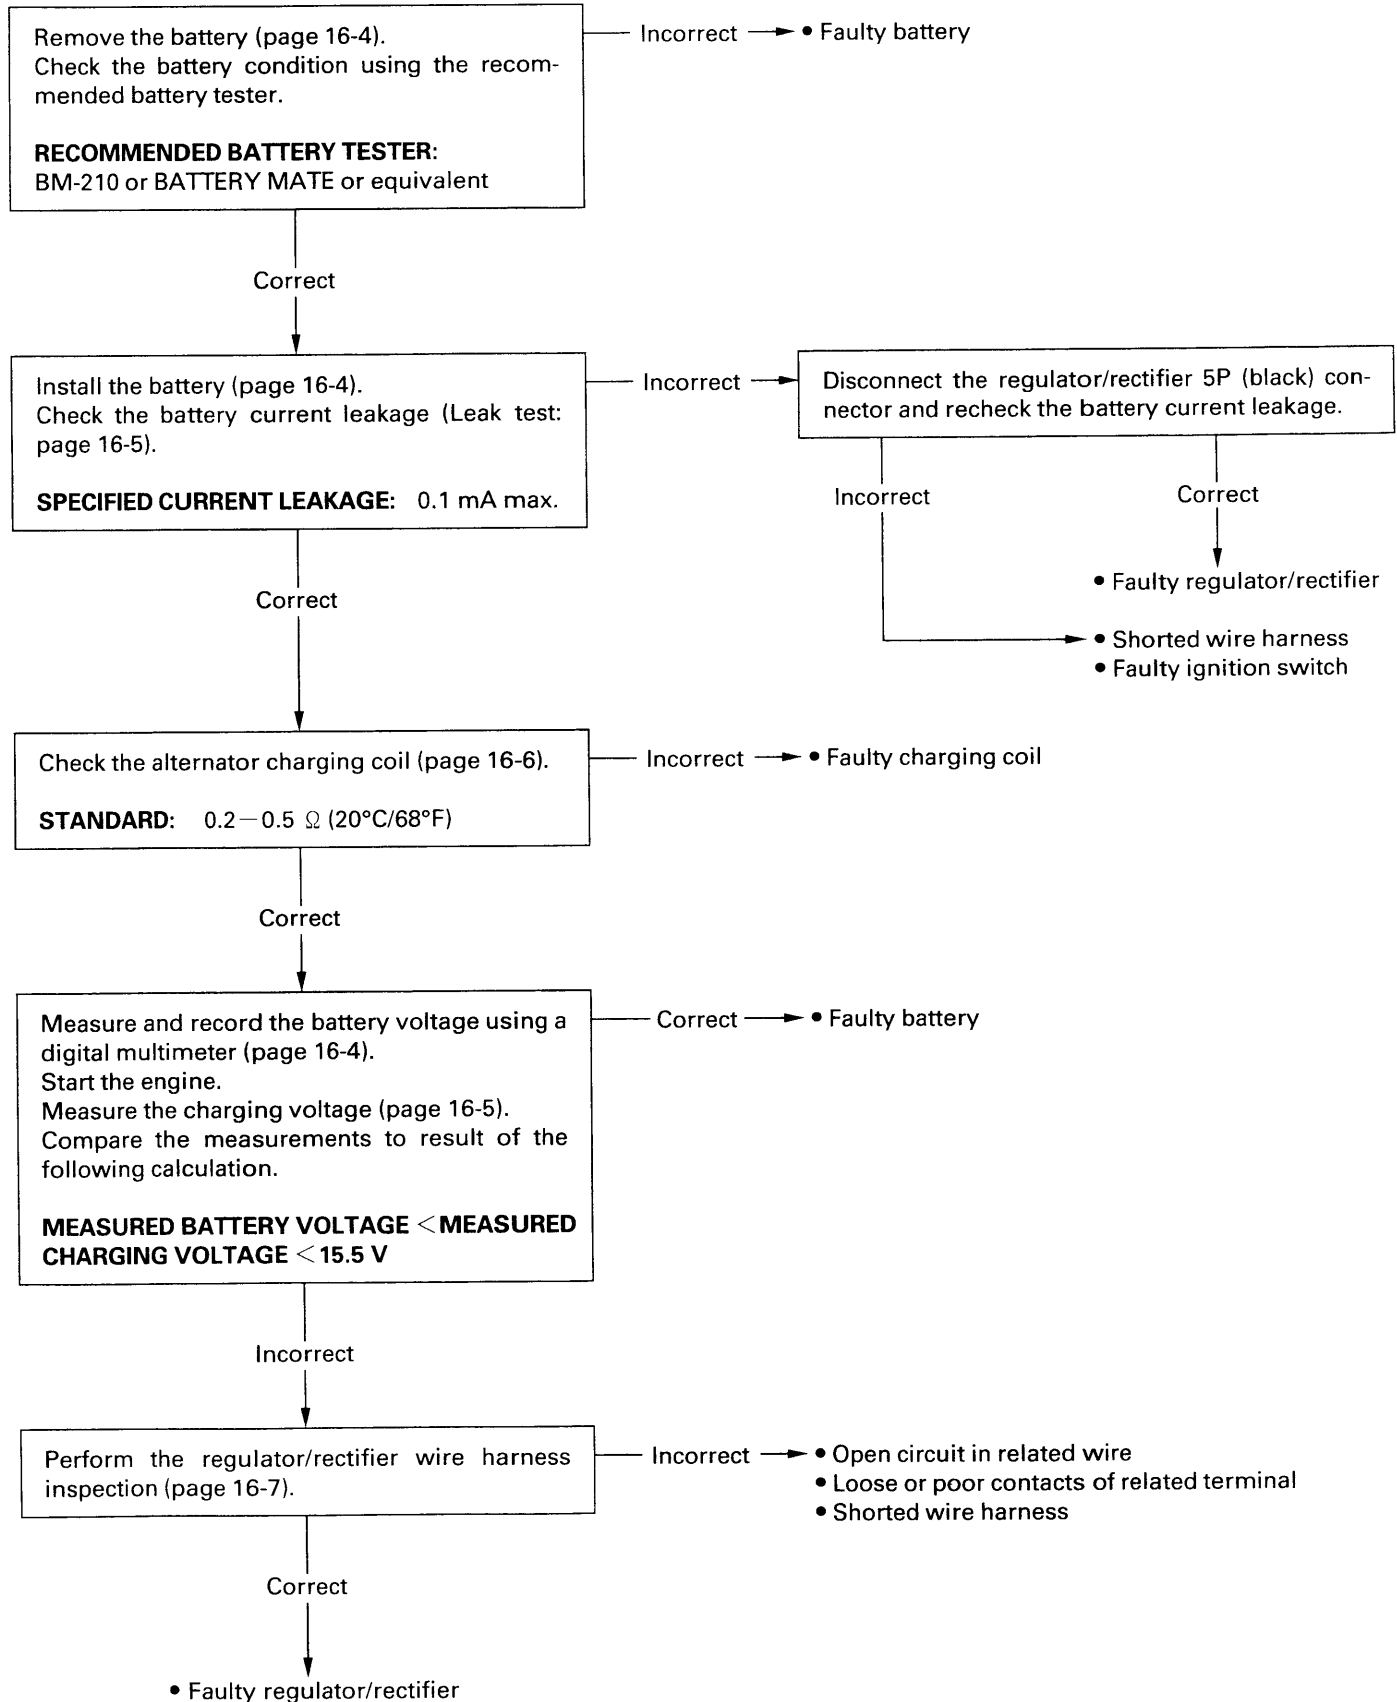 Remove the battery (page 16-4).
Check the battery condition using the recom-
mended battery tester.
RECOMMENDED BATTERY TESTER:
BM-210 or BATTERY MATE or equivalent
Incorrect
• Faulty battery
Correct
Install the battery (page 16-4).
Check the battery current leakage (Leak test:
page 16-5).
SPECIFIED CURRENT LEAKAGE: 0.1 mA max.
Incorrect
Disconnect the regulator/rectifier 5P (black) con-
nector and recheck the battery current leakage.
Incorrect
Correct
• Faulty regulator/rectifier
• Shorted wire harness
• Faulty ignition switch
Correct
Check the alternator charging coil (page 16-6).
STANDARD: 0.2－0.5 Ω (20°C/68°F)
Incorrect
• Faulty charging coil
Correct
Measure and record the battery voltage using a
digital multimeter (page 16-4).
Start the engine.
Measure the charging voltage (page 16-5).
Compare the measurements to result of the
following calculation.
MEASURED BATTERY VOLTAGE < MEASURED
CHARGING VOLTAGE < 15.5 V
Correct
• Faulty battery
Incorrect
Perform the regulator/rectifier wire harness
inspection (page 16-7).
Incorrect
• Open circuit in related wire
• Loose or poor contacts of related terminal
• Shorted wire harness
Correct
• Faulty regulator/rectifier